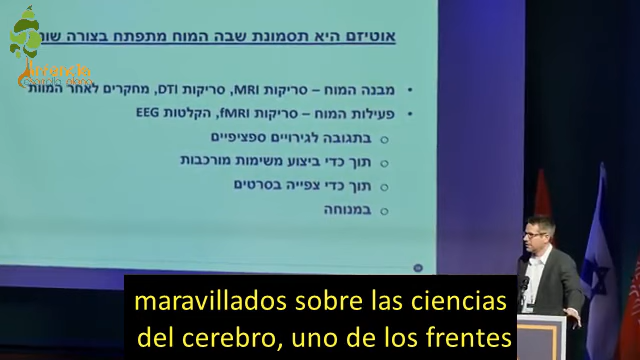 אוטיזם היא תסמונת שבה המוח מתפתח בצורה שו
• מבנה המוח – סריקות MRI, סריקות DTI, מחקרים לאחר המוות
• פעילות המוח – סריקות fMRI, הקלטות EEG
○ בתגובה לגירויים ספציפיים
○ תוך כדי ביצוע משימות מורכבות
○ תוך כדי צפייה בסרטים
○ במנוחה
maravillados sobre las ciencias
del cerebro, uno de los frentes